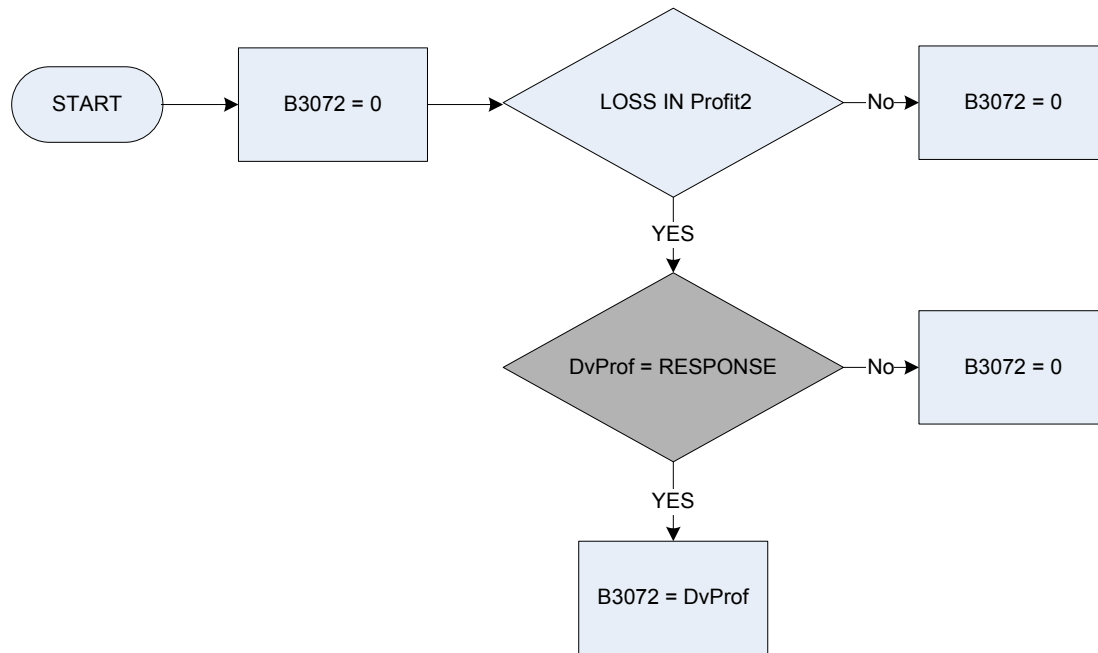 START
B3072 = 0
LOSS IN Profit2
No
B3072 = 0
YES
DvProf = RESPONSE
No
B3072 = 0
YES
B3072 = DvProf